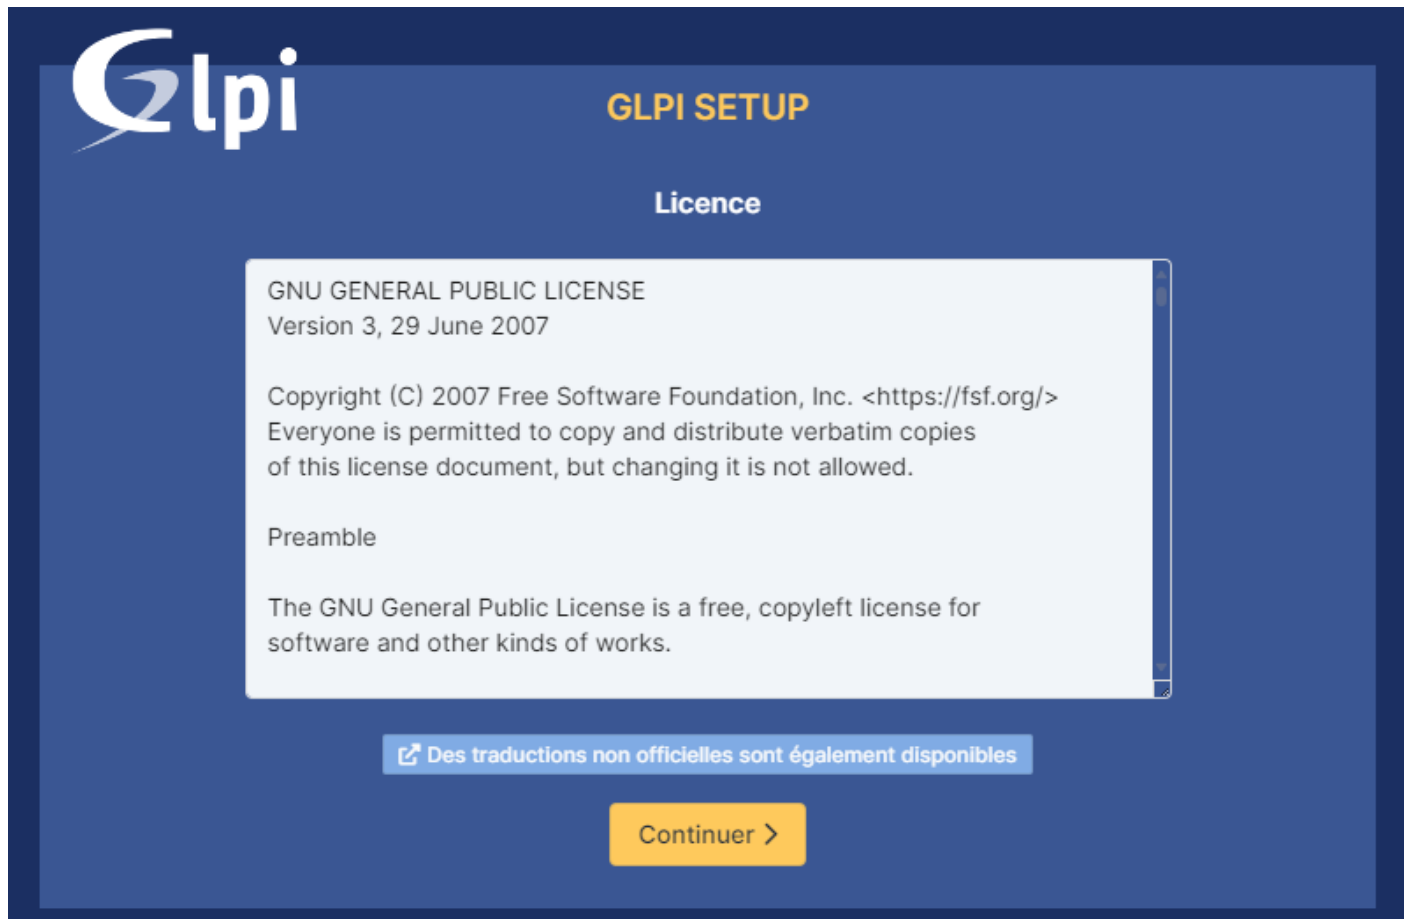 Glpi
GLPI SETUP
Licence
GNU GENERAL PUBLIC LICENSE
Version 3, 29 June 2007
Copyright (C) 2007 Free Software Foundation, Inc. <https://fsf.org/>
Everyone is permitted to copy and distribute verbatim copies
of this license document, but changing it is not allowed.
Preamble
The GNU General Public License is a free, copyleft license for
software and other kinds of works.
Des traductions non officielles sont également disponibles
Continuer